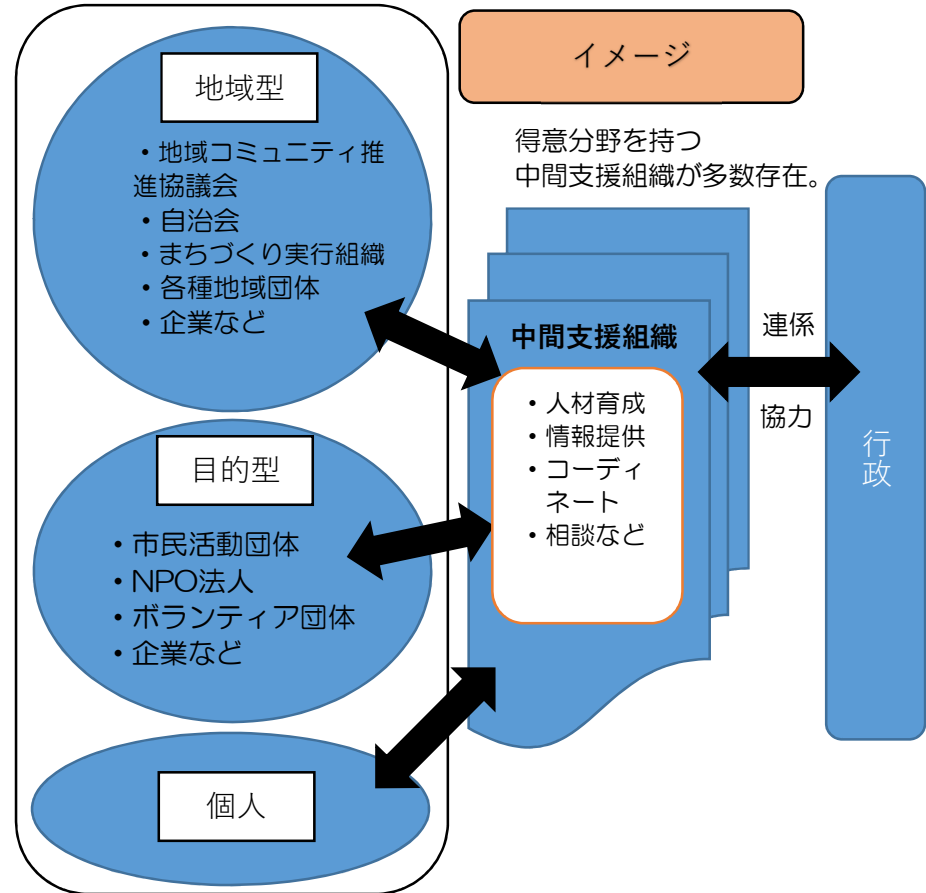 地域型
・地域コミュニティ推
進協議会
・自治会
・まちづくり実行組織
・各種地域団体
・企業など
目的型
・市民活動団体
・NPO法人
・ボランティア団体
・企業など
個人
イメージ
得意分野を持つ
中間支援組織が多数存在。
中間支援組織
・人材育成
・情報提供
・コーディ
ネート
・相談など
連係
協力
行政